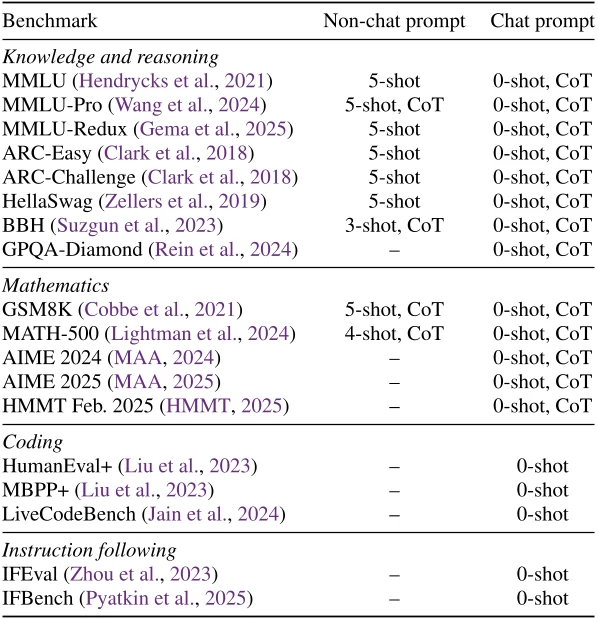 Benchmark Non-chat prompt Chat prompt
Knowledge and reasoning
MMLU (Hendrycks et al., 2021) 5-shot 0-shot, CoT
MMLU-Pro (Wang et al., 2024) 5-shot, CoT 0-shot, CoT
MMLU-Redux (Gema et al., 2025) 5-shot 0-shot, CoT
ARC-Easy (Clark et al., 2018) 5-shot 0-shot, CoT
ARC-Challenge (Clark et al., 2018) 5-shot 0-shot, CoT
HellaSwag (Zellers et al., 2019) 5-shot 0-shot, CoT
BBH (Suzgun et al., 2023) 3-shot, CoT 0-shot, CoT
GPQA-Diamond (Rein et al., 2024) – 0-shot, CoT
Mathematics
GSM8K (Cobbe et al., 2021) 5-shot, CoT 0-shot, CoT
MATH-500 (Lightman et al., 2024) 4-shot, CoT 0-shot, CoT
AIME 2024 (MAA, 2024) – 0-shot, CoT
AIME 2025 (MAA, 2025) – 0-shot, CoT
HMMT Feb. 2025 (HMMT, 2025) – 0-shot, CoT
Coding
HumanEval+ (Liu et al., 2023) – 0-shot
MBPP+ (Liu et al., 2023) – 0-shot
LiveCodeBench (Jain et al., 2024) – 0-shot
Instruction following
IFEval (Zhou et al., 2023) – 0-shot
IFBench (Pyatkin et al., 2025) – 0-shot